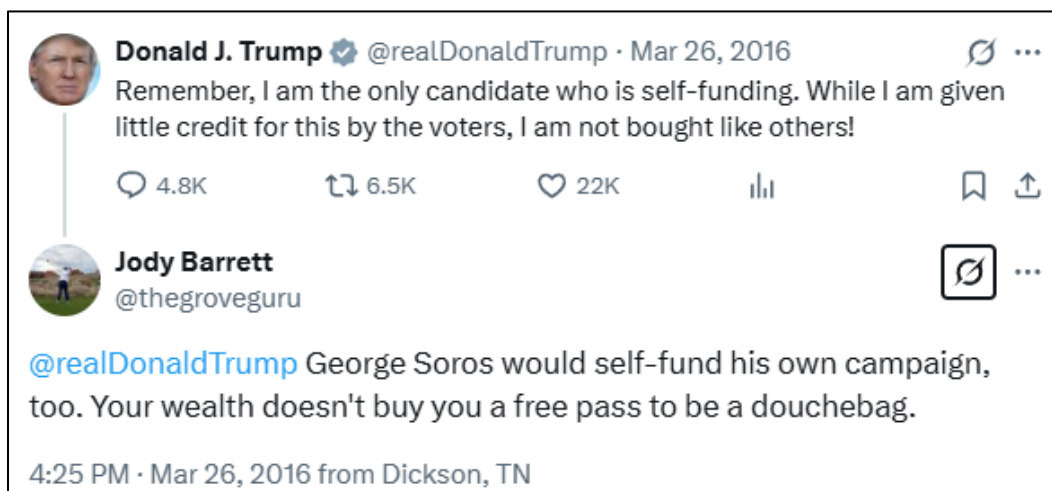 Donald J. Trump @realDonaldTrump · Mar 26, 2016
Remember, I am the only candidate who is self-funding. While I am given
little credit for this by the voters, I am not bought like others!
4.8K 6.5K 22K
Jody Barrett
@thegroveguru
@realDonaldTrump George Soros would self-fund his own campaign,
too. Your wealth doesn't buy you a free pass to be a douchebag.
4:25 PM · Mar 26, 2016 from Dickson, TN